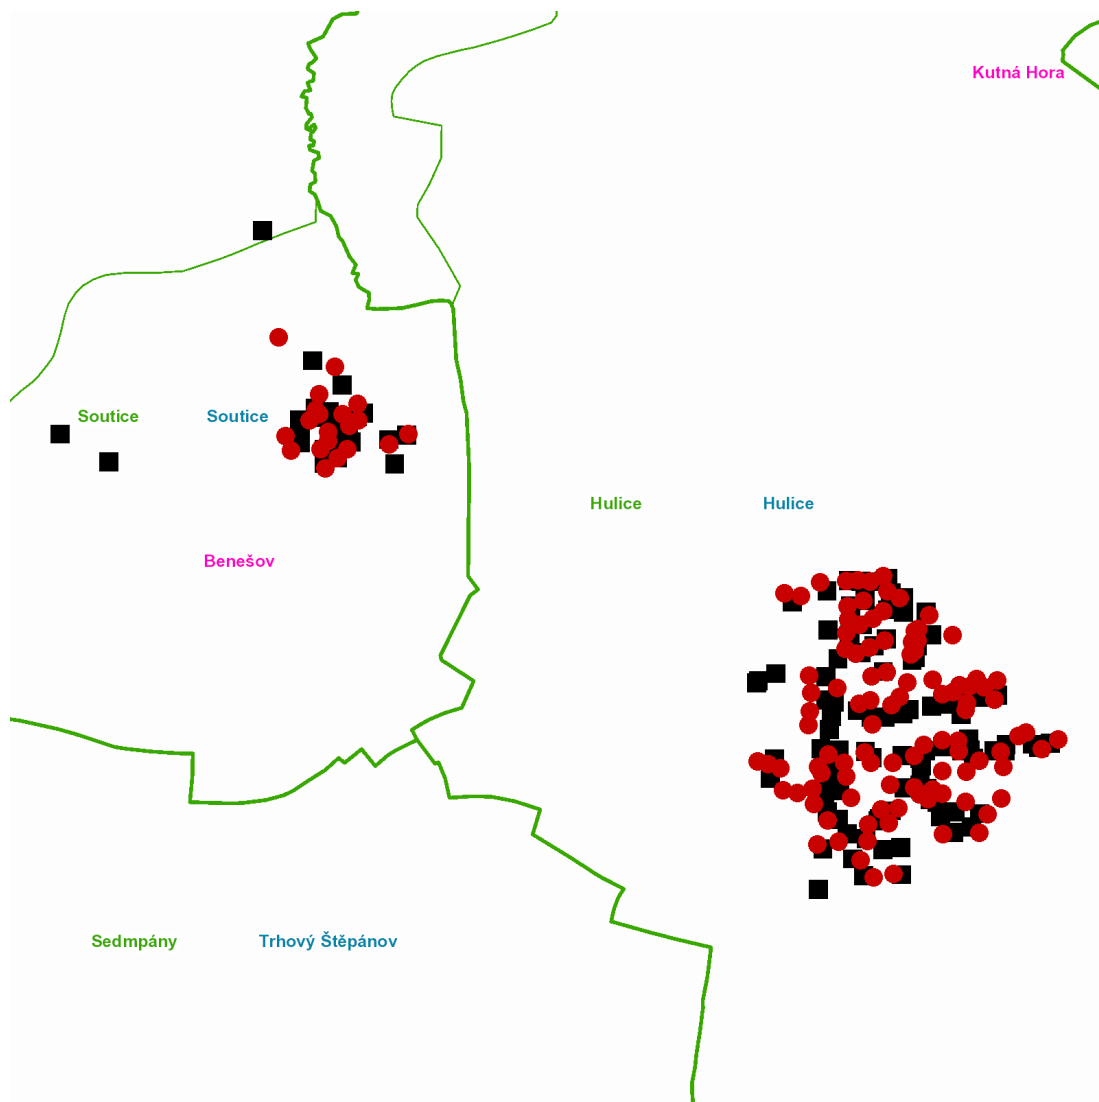 Kutná Hora
Soutice
Soutice
Hulice
Hulice
Benešov
Sedmpány
Trhový Štěpánov